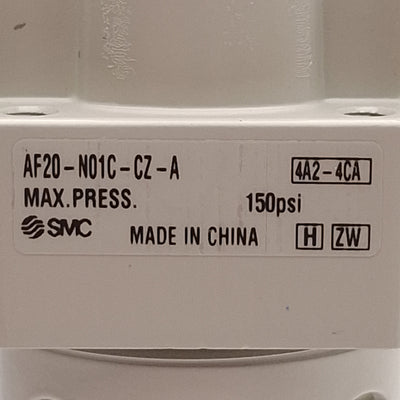 AF20-N01C-CZ-A 4A2-4CA
MAX.PRESS. 150psi
SMC MADE IN CHINA H ZW